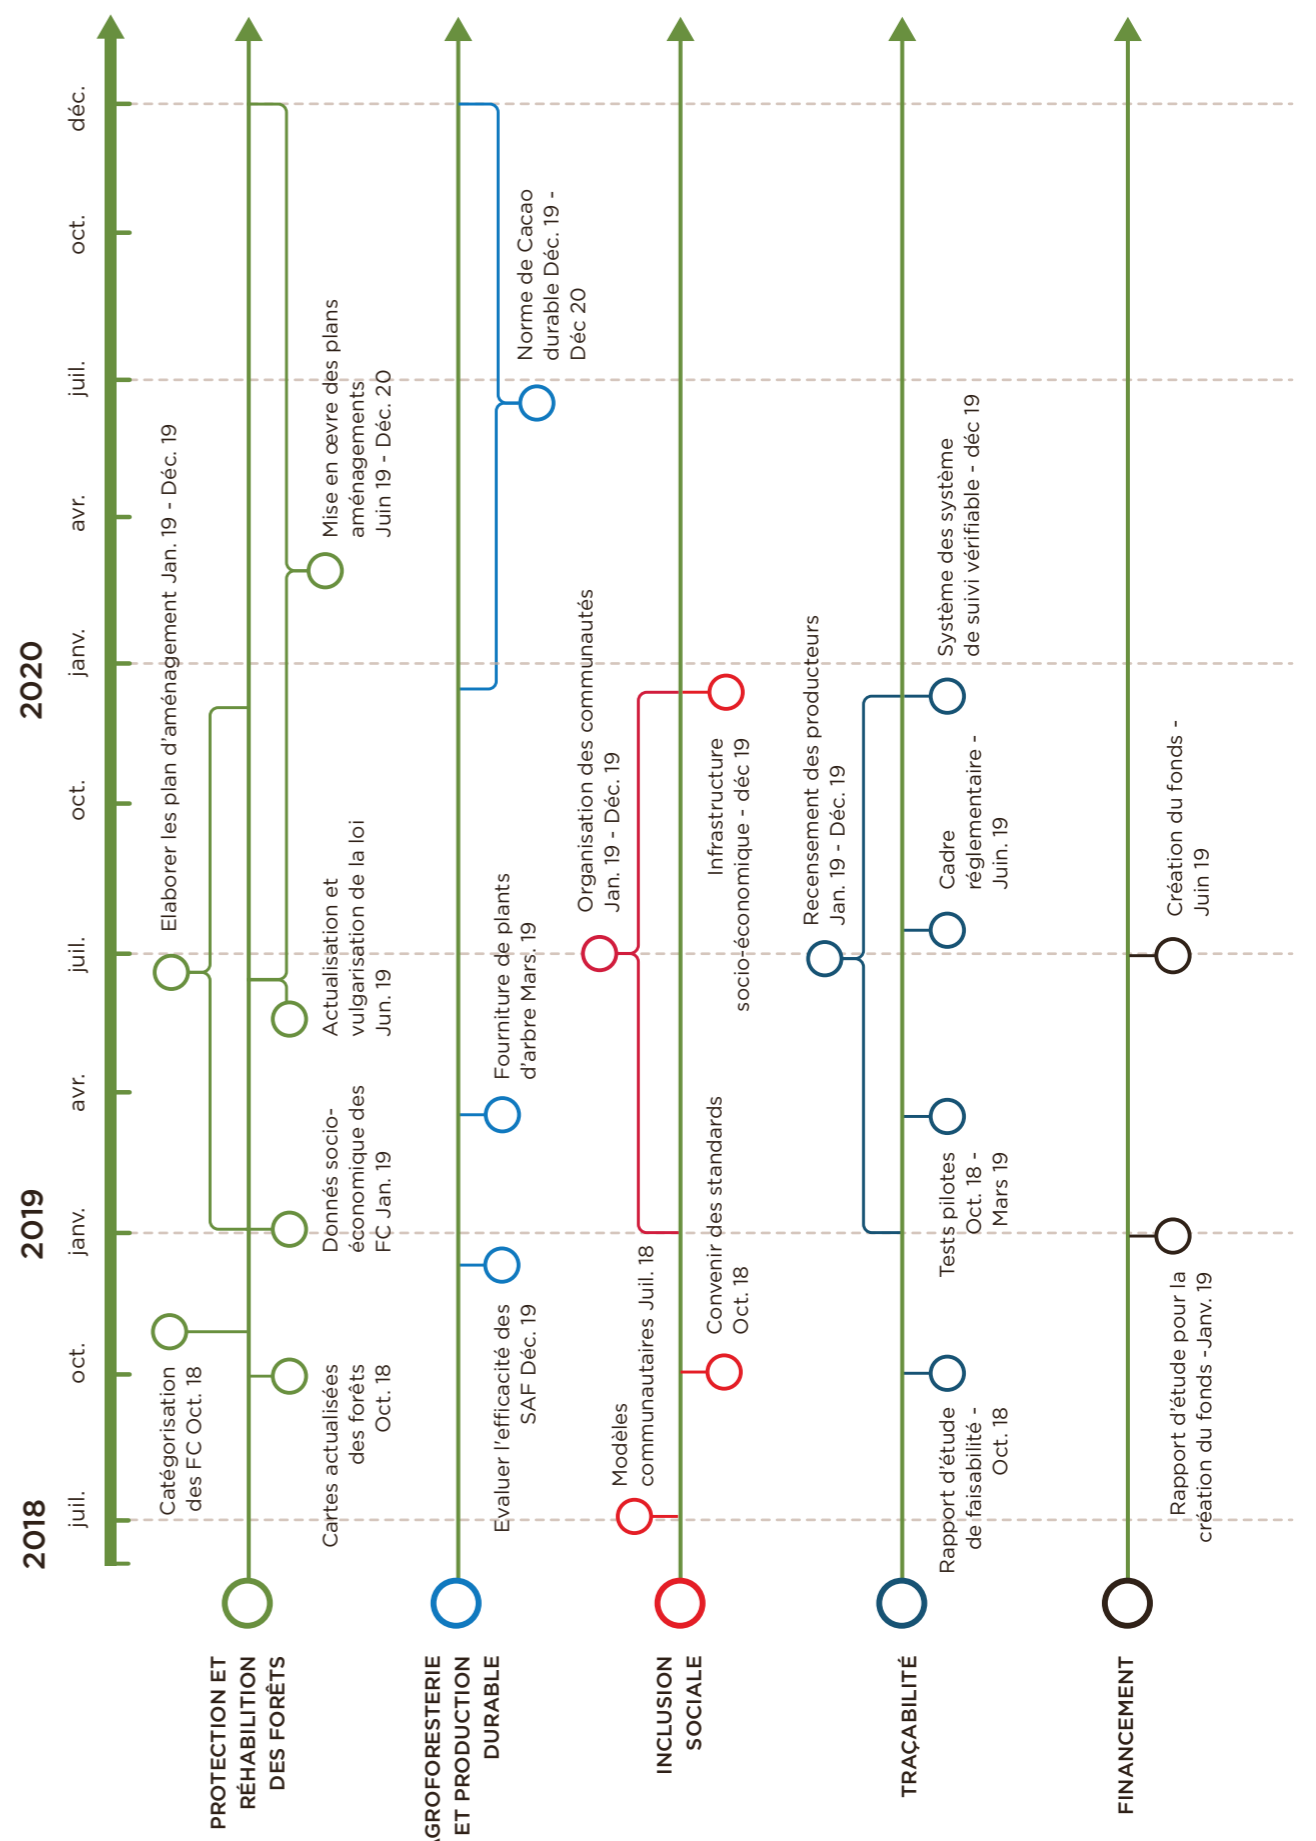 2018
2019
2020
juil.
oct.
janv.
avr.
juil.
oct.
janv.
avr.
juil.
oct.
déc.
PROTECTION ET
RÉHABILITION
DES FORÊTS
Catégorisation
des FC Oct. 18
Cartes actualisées
des forêts
Oct. 18
Donnés socio-
économique des
FC Jan. 19
Elaborer les plan d'aménagement Jan. 19 - Déc. 19
Actualisation et
vulgarisation de la loi
Jun. 19
Mise en œvre des plans
aménagements
Juin 19 - Déc. 20
AGROFORESTERIE
ET PRODUCTION
DURABLE
Evaluer l'efficacité des
SAF Déc. 19
Fourniture de plants
d'arbre Mars. 19
Norme de Cacao
durable Déc. 19 -
Déc 20
INCLUSION
SOCIALE
Modèles
communautaires Juil. 18
Convenir des standards
Oct. 18
Organisation des communautés
Jan. 19 - Déc. 19
Infrastructure
socio-économique - déc 19
TRAÇABILITÉ
Rapport d'étude
de faisabilité -
Oct. 18
Tests pilotes
Oct. 18 -
Mars 19
Recensement des producteurs
Jan. 19 - Déc. 19
Cadre
réglementaire -
Juin. 19
Système des système
de suivi vérifiable - déc 19
FINANCEMENT
Rapport d'étude pour la
création du fonds -Janv. 19
Création du fonds -
Juin 19